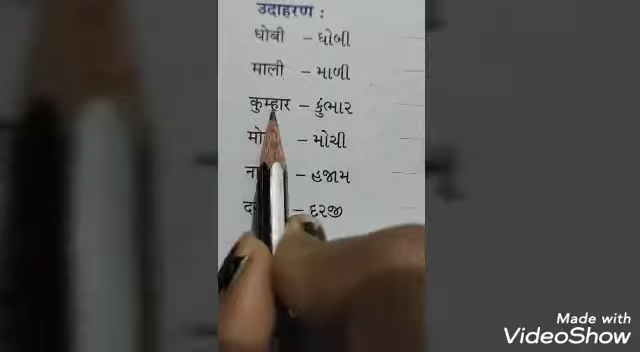 उदाहरण :
धोबी – ધોબી
माली – માળી
कुम्हार – કુંભાર
मो – મોચી
ना – હજામ
– દરજી
Made with
VideoShow